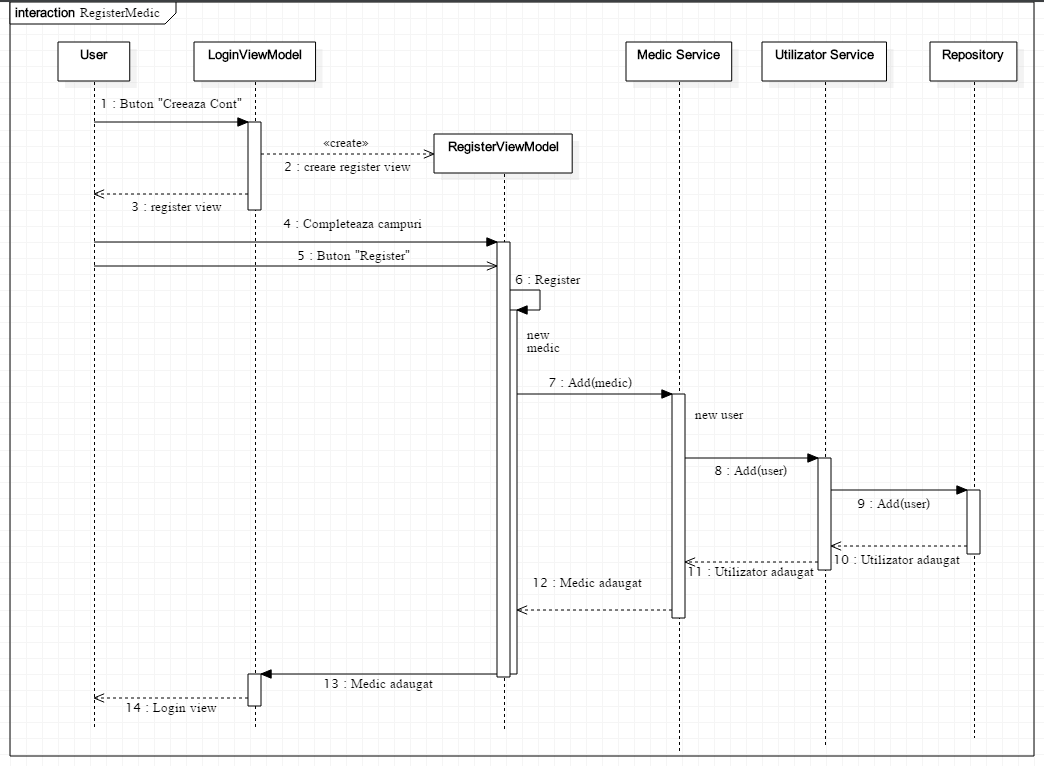 interaction RegisterMedic
User
LoginViewModel
Medic Service
Utilizator Service
Repository
1 : Buton "Creeaza Cont"
«create»
RegisterViewModel
2 : creare register view
3 : register view
4 : Completeaza campuri
5 : Buton "Register"
6 : Register
new
medic
7 : Add(medic)
new user
8 : Add(user)
9 : Add(user)
10 : Utilizator adaugat
11 : Utilizator adaugat
12 : Medic adaugat
13 : Medic adaugat
14 : Login view